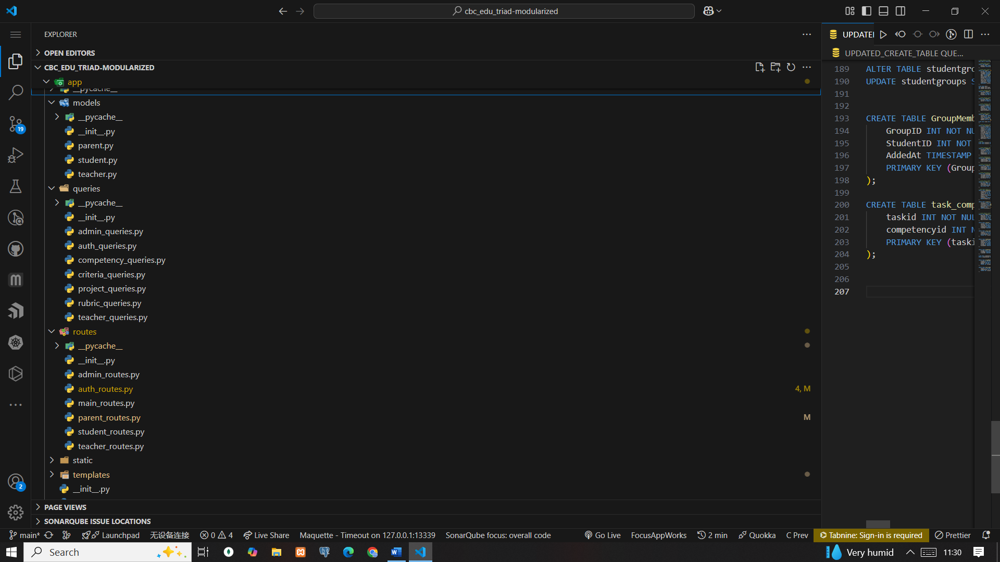 cbc_edu_triad-modularized
EXPLORER
OPEN EDITORS
CBC_EDU_TRIAD-MODULARIZED
app
__pycache__
models
__pycache__
__init__.py
parent.py
student.py
teacher.py
queries
__pycache__
__init__.py
admin_queries.py
auth_queries.py
competency_queries.py
criteria_queries.py
project_queries.py
rubric_queries.py
teacher_queries.py
routes
__pycache__
__init__.py
admin_routes.py
auth_routes.py 4, M
main_routes.py
parent_routes.py M
student_routes.py
teacher_routes.py
static
templates
__init__.py
PAGE VIEWS
SONARQUBE ISSUE LOCATIONS
19
2
UPDATE
UPDATED_CREATE_TABLE QUE...
189 ALTER TABLE studentgro
190 UPDATE studentgroups S
191
192
193 CREATE TABLE GroupMemb
194 GroupID INT NOT NU
195 StudentID INT NOT
196 AddedAt TIMESTAMP
197 PRIMARY KEY (Group
198 );
199
200 CREATE TABLE task_comp
201 taskid INT NOT NUL
202 competencyid INT N
203 PRIMARY KEY (taski
204 );
205
206
207
main* Launchpad 无设备连接 0 4 Live Share Maquette - Timeout on 127.0.0.1:13339 SonarQube focus: overall code Go Live FocusAppWorks 2 min Quokka C Prev Tabnine: Sign-in is required Prettier
Search Very humid 11:30